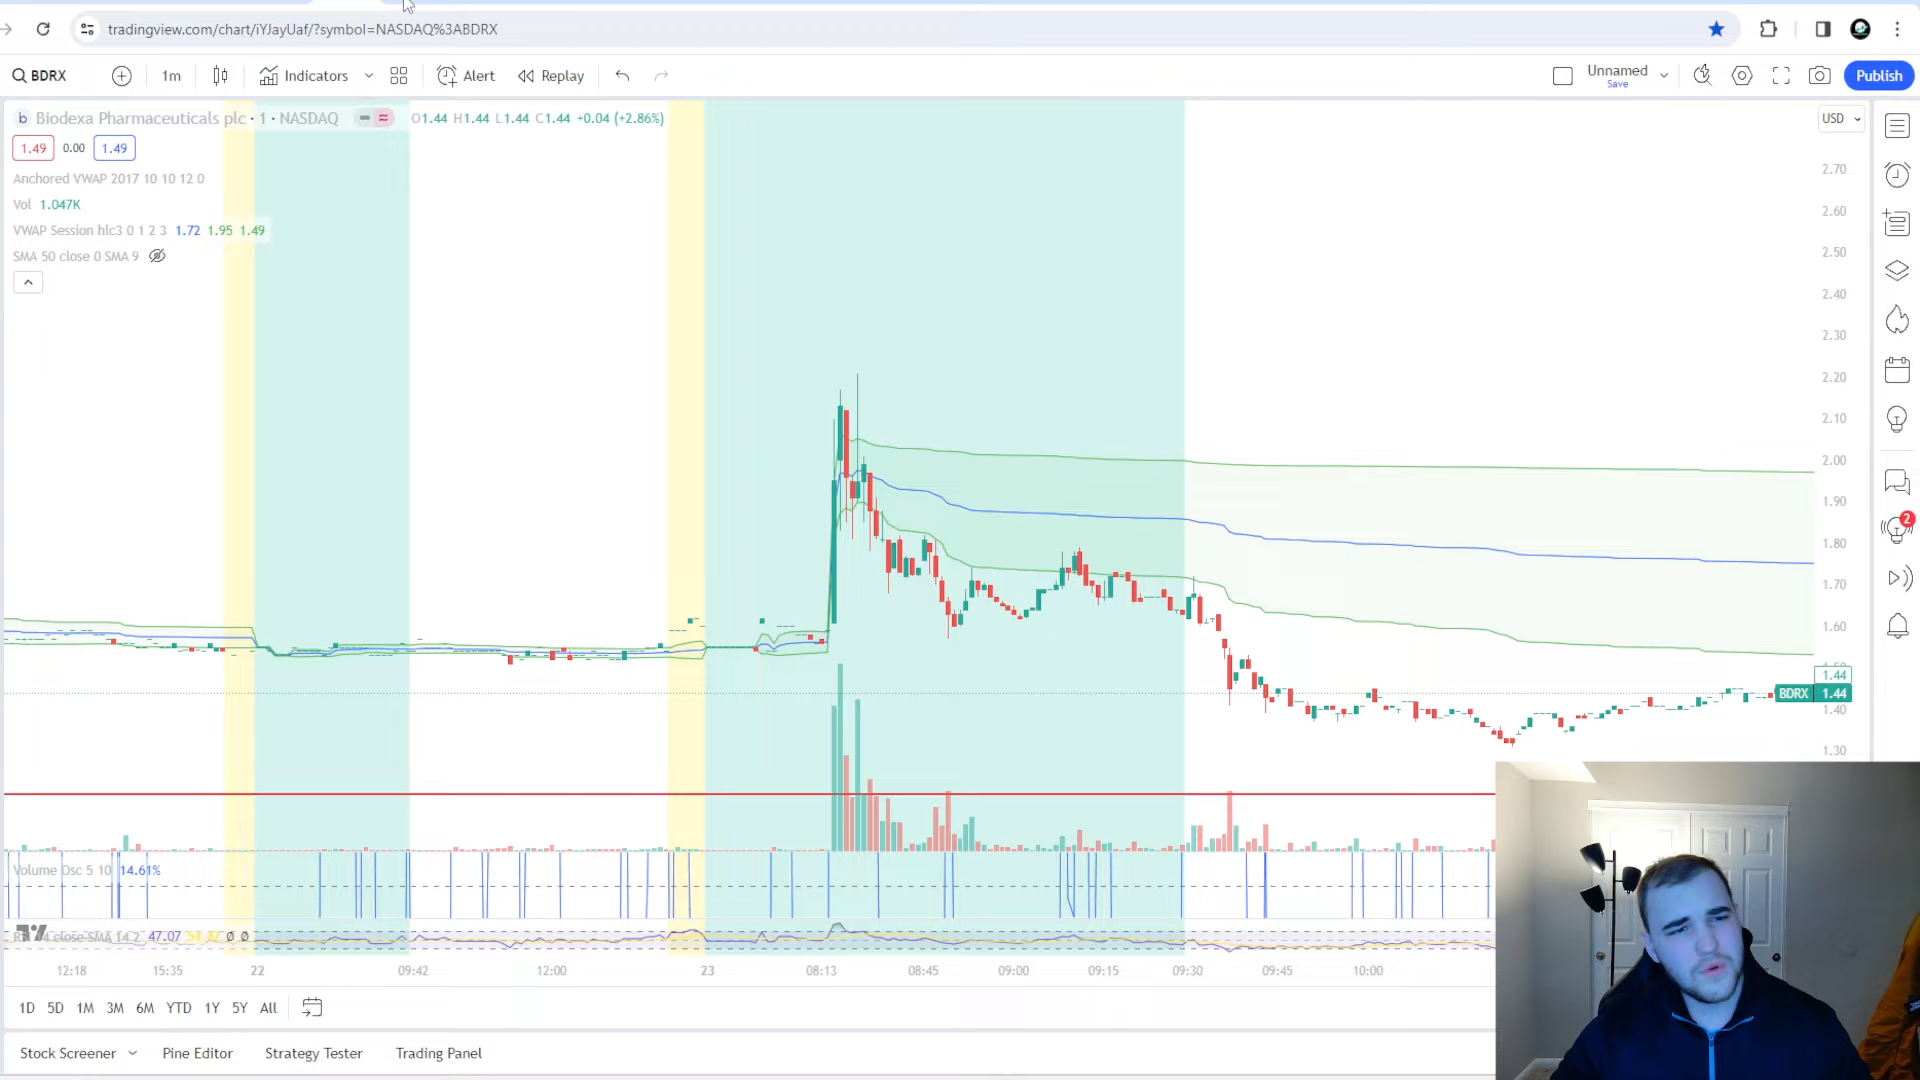 tradingview.com/chart/iYJayUaf/?symbol=NASDAQ%3ABDRX
BDRX 1m Indicators Alert Replay Unnamed Save Publish
b Biodexa Pharmaceuticals plc · 1 · NASDAQ O1.44 H1.44 L1.44 C1.44 +0.04 (+2.86%) USD
1.49 0.00 1.49
Anchored VWAP 2017 10 10 12 0
Vol 1.047K
VWAP Session hlc3 0 1 2 3 1.72 1.95 1.49
SMA 50 close 0 SMA 9
2.70
2.60
2.50
2.40
2.30
2.20
2.10
2.00
1.90
1.80
1.70
1.60
1.44
BDRX 1.44
1.40
1.30
2
Volume Osc 5 10 14.61%
close SMA 14 2 47.07 Ø Ø
12:18 15:35 22 09:42 12:00 23 08:13 08:45 09:00 09:15 09:30 09:45 10:00
1D 5D 1M 3M 6M YTD 1Y 5Y All
Stock Screener Pine Editor Strategy Tester Trading Panel